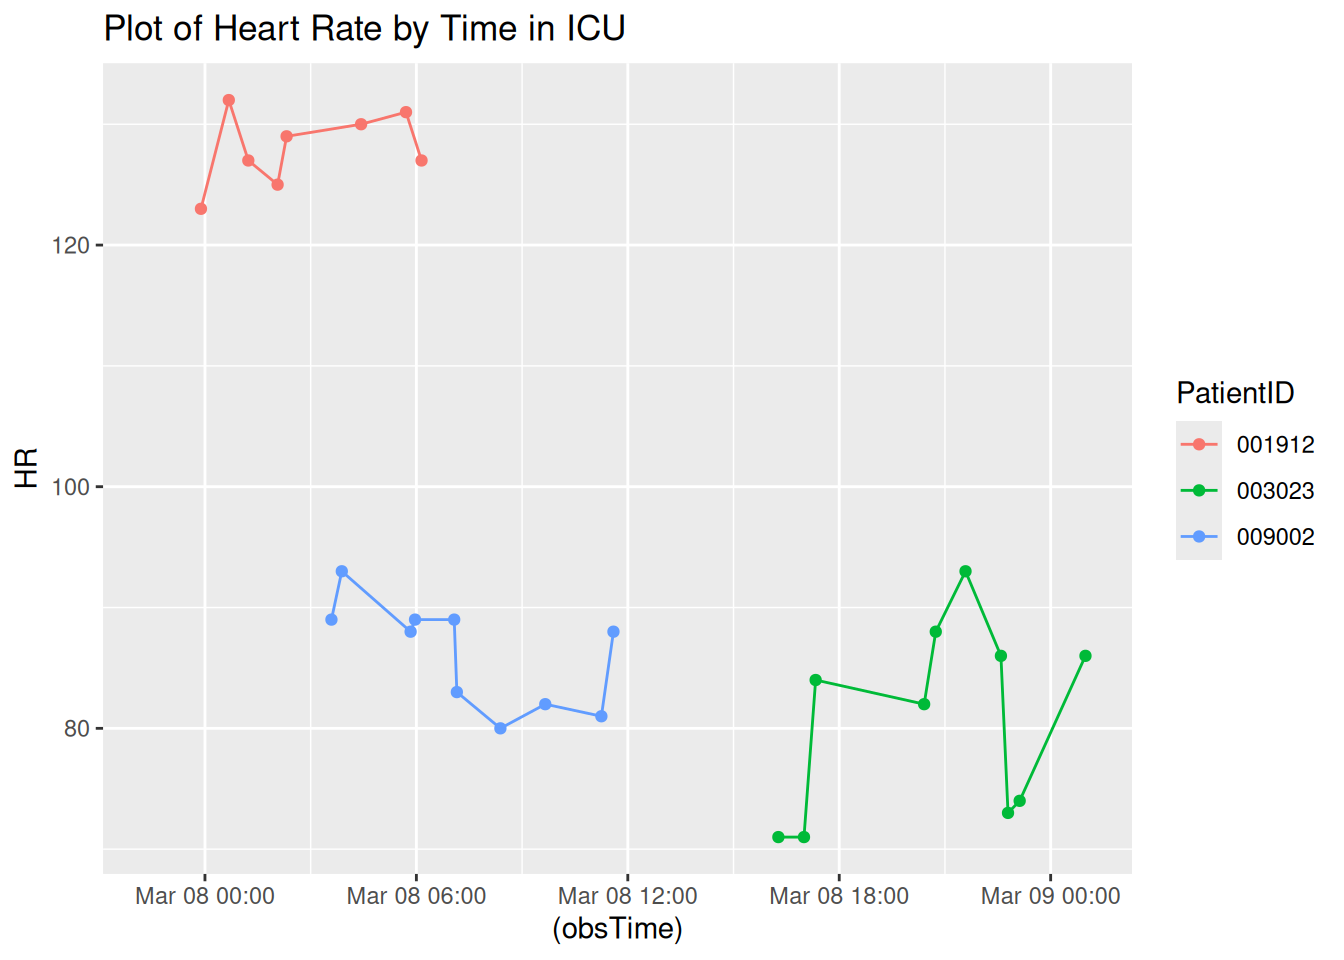 Plot of Heart Rate by Time in ICU
HR
120
100
80
Mar 08 00:00
Mar 08 06:00
Mar 08 12:00
Mar 08 18:00
Mar 09 00:00
(obsTime)
PatientID
001912
003023
009002